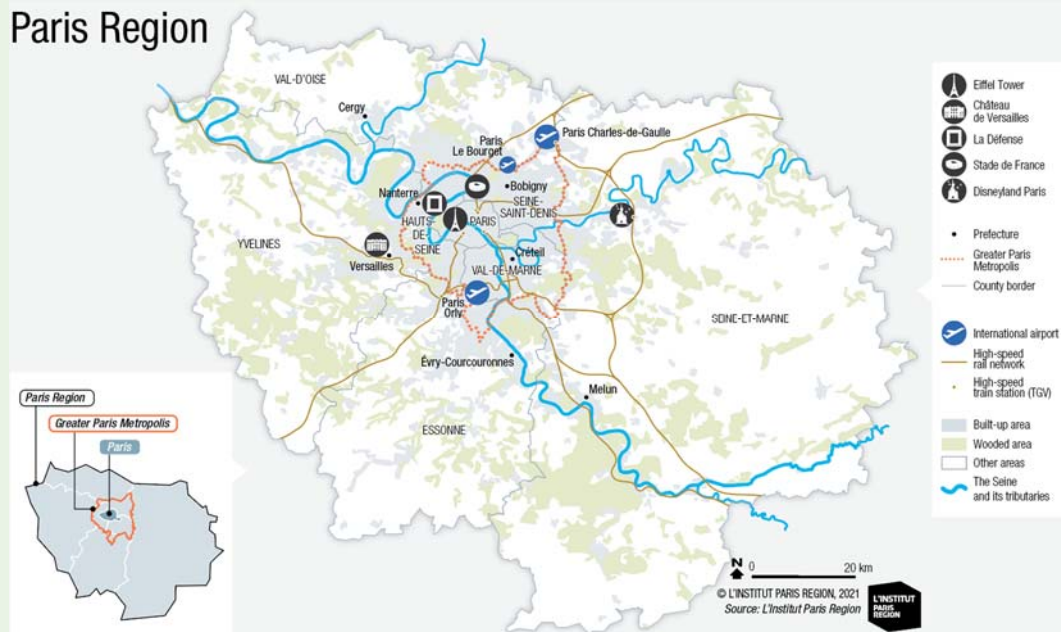 Paris Region
VAL-D'OISE
Cergy
Paris
Le Bourget
Paris Charles-de-Gaulle
Nanterre
Bobigny
SEINE-
SAINT-DENIS
HAUTS-
DE-
SEINE
PARIS
YVELINES
Versailles
Créteil
VAL-DE-MARNE
Paris
Orly
SEINE-ET-MARNE
Évry-Courcouronnes
Melun
ESSONNE
Eiffel Tower
Château
de Versailles
La Défense
Stade de France
Disneyland Paris
Prefecture
Greater Paris
Metropolis
County border
International airport
High-speed
rail network
High-speed
train station (TGV)
Built-up area
Wooded area
Other areas
The Seine
and its tributaries
Paris Region
Greater Paris Metropolis
Paris
N 0 20 km
© L'INSTITUT PARIS REGION, 2021
Source: L'Institut Paris Region
L'INSTITUT
PARIS
REGION